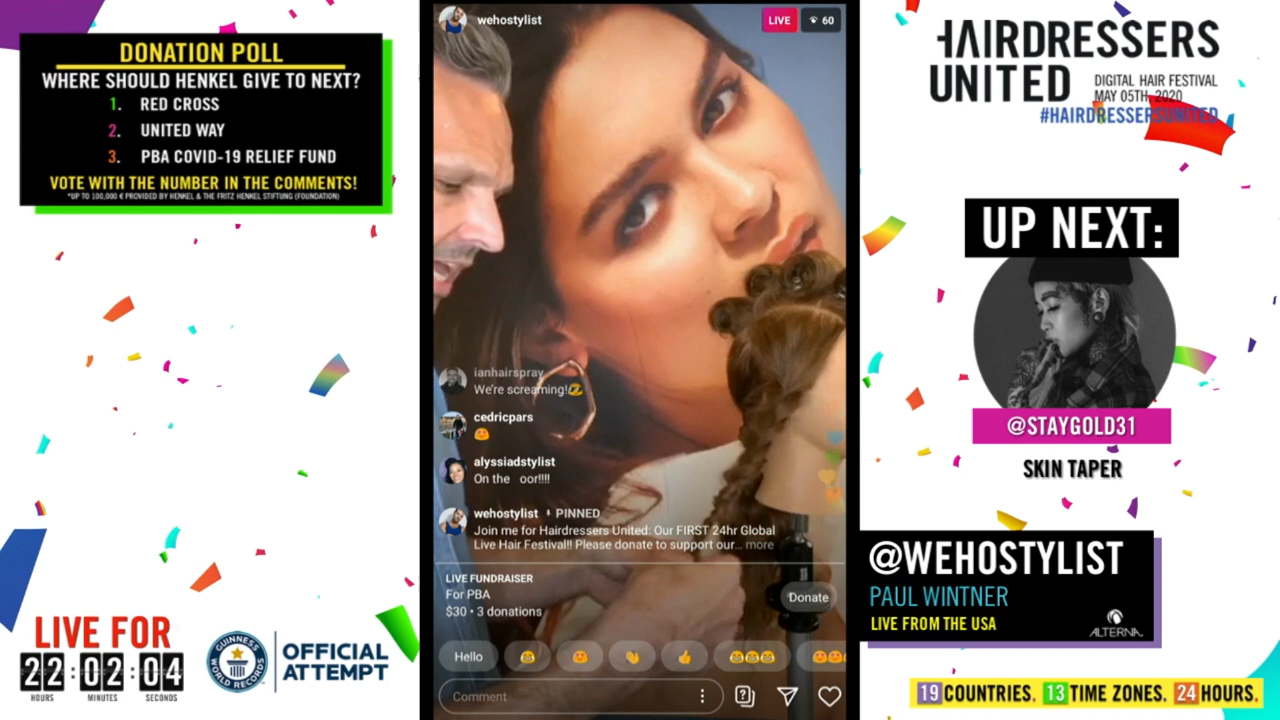 DONATION POLL
WHERE SHOULD HENKEL GIVE TO NEXT?
1. RED CROSS
2. UNITED WAY
3. PBA COVID-19 RELIEF FUND
VOTE WITH THE NUMBER IN THE COMMENTS!
*UP TO 100,000 € PROVIDED BY HENKEL & THE FRITZ HENKEL STIFTUNG (FOUNDATION)
LIVE FOR
22:02:04
HOURS MINUTES SECONDS
GUINNESS WORLD RECORDS
OFFICIAL
ATTEMPT
wehostylist
LIVE 60
ianhairspray
We're screaming!
cedricpars
alyssiadstylist
On the oor!!!!
wehostylist PINNED
Join me for Hairdressers United: Our FIRST 24hr Global
Live Hair Festival!! Please donate to support our... more
LIVE FUNDRAISER
For PBA
$30 • 3 donations
Donate
Hello
Comment
HAIRDRESSERS
UNITED
DIGITAL HAIR FESTIVAL
MAY 05TH, 2020
#HAIRDRESSERSUNITED
UP NEXT:
@STAYGOLD31
SKIN TAPER
@WEHOSTYLIST
PAUL WINTNER
LIVE FROM THE USA
ALTERNA
19 COUNTRIES. 13 TIME ZONES. 24 HOURS.